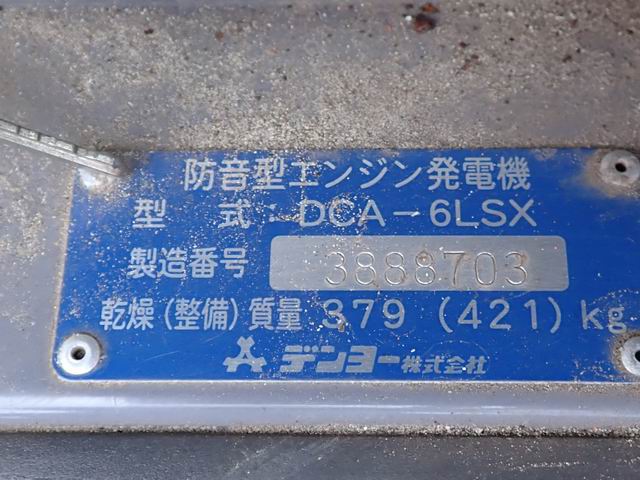 防音型エンジン発電機
型 式：DCA－6LSX
製造番号 3888703
乾燥（整備）質量 379（421）kg
デンヨー株式会社